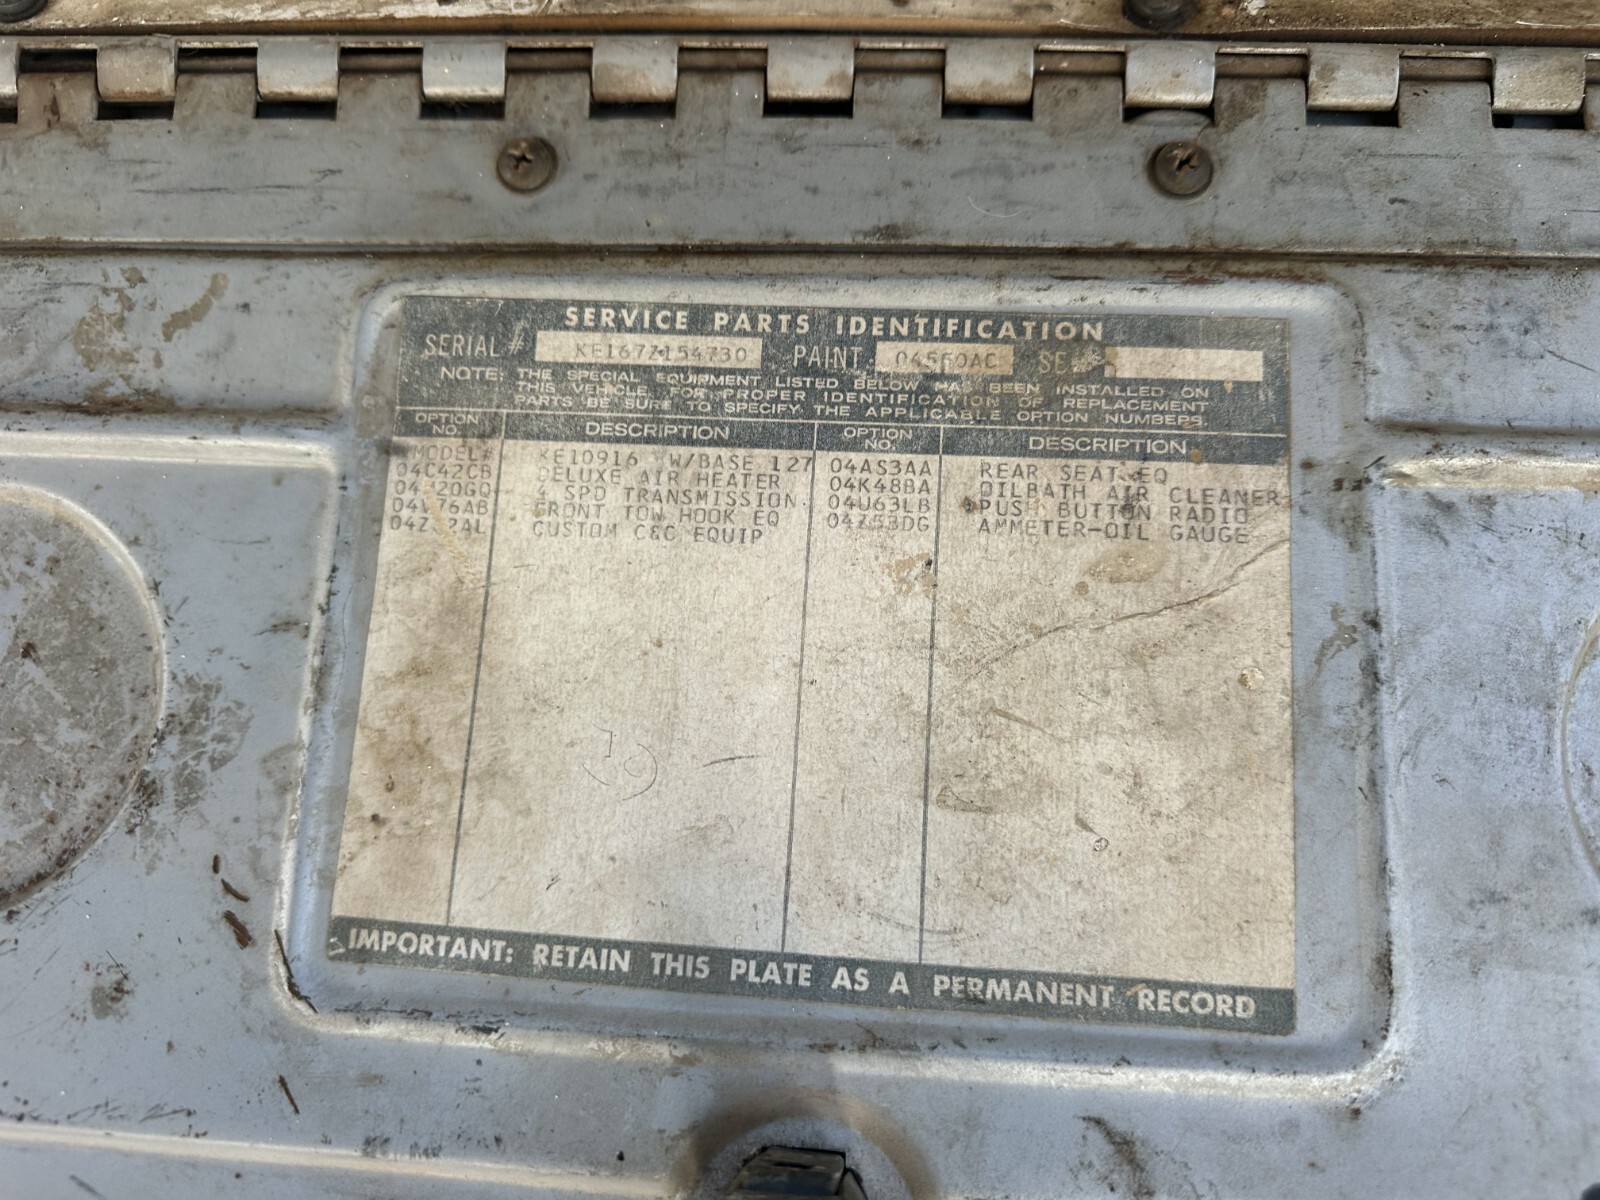 SERVICE PARTS IDENTIFICATION
SERIAL # KE167Z154730 PAINT 04550AC
NOTE: THE SPECIAL EQUIPMENT LISTED BELOW HAS BEEN INSTALLED ON
THIS VEHICLE. FOR PROPER IDENTIFICATION OF REPLACEMENT
PARTS BE SURE TO SPECIFY THE APPLICABLE OPTION NUMBERS.
OPTION NO. DESCRIPTION OPTION NO. DESCRIPTION
MODEL# KE10916 W/BASE 127 04AS3AA REAR SEAT EQ
04C42CB DELUXE AIR HEATER 04K48BA OILBATH AIR CLEANER
4 SPD TRANSMISSION 04U63LB PUSH BUTTON RADIO
04V76AB FRONT TOW HOOK EQ 04Z53DG AMMETER-OIL GAUGE
CUSTOM C&C EQUIP
IMPORTANT: RETAIN THIS PLATE AS A PERMANENT RECORD